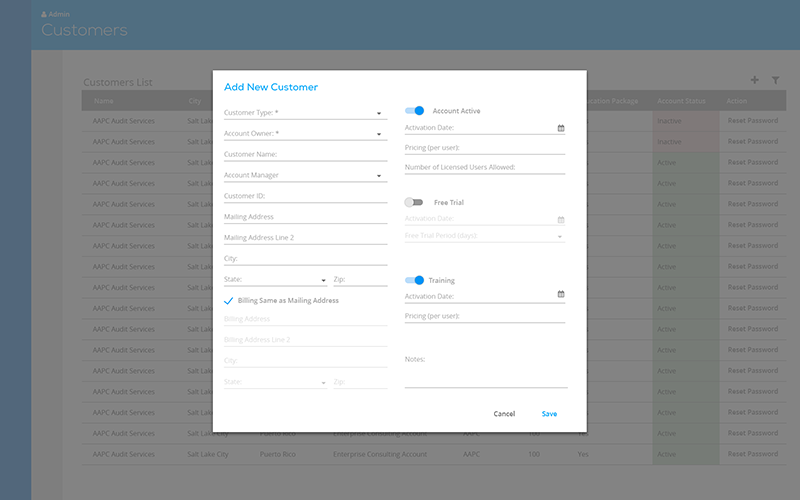 Admin
Customers
Customers List
Name City cation Package Account Status Action
Add New Customer
Customer Type: *
Account Owner: *
Customer Name:
Account Manager
Customer ID:
Mailing Address
Mailing Address Line 2
City:
State: Zip:
Billing Same as Mailing Address
Billing Address
Billing Address Line 2
City
State: Zip:
Account Active
Activation Date:
Pricing (per user):
Number of Licensed Users Allowed:
Free Trial
Activation Date:
Free Trial Period (days)
Training
Activation Date:
Pricing (per user):
Notes:
Cancel Save
AAPC Audit Services Salt Lake Inactive Reset Password
AAPC Audit Services Salt Lake Inactive Reset Password
AAPC Audit Services Salt Lake Active Reset Password
AAPC Audit Services Salt Lake Active Reset Password
AAPC Audit Services Salt Lake Active Reset Password
AAPC Audit Services Salt Lake Active Reset Password
AAPC Audit Services Salt Lake Active Reset Password
AAPC Audit Services Salt Lake Active Reset Password
AAPC Audit Services Salt Lake Active Reset Password
AAPC Audit Services Salt Lake Active Reset Password
AAPC Audit Services Salt Lake Active Reset Password
AAPC Audit Services Salt Lake Active Reset Password
AAPC Audit Services Salt Lake Active Reset Password
AAPC Audit Services Salt Lake Active Reset Password
AAPC Audit Services Salt Lake Active Reset Password
AAPC Audit Services Salt Lake City Puerto Rico Enterprise Consulting Account AAPC 100 Yes Active Reset Password
AAPC Audit Services Salt Lake City Puerto Rico Enterprise Consulting Account AAPC 100 Yes Active Reset Password